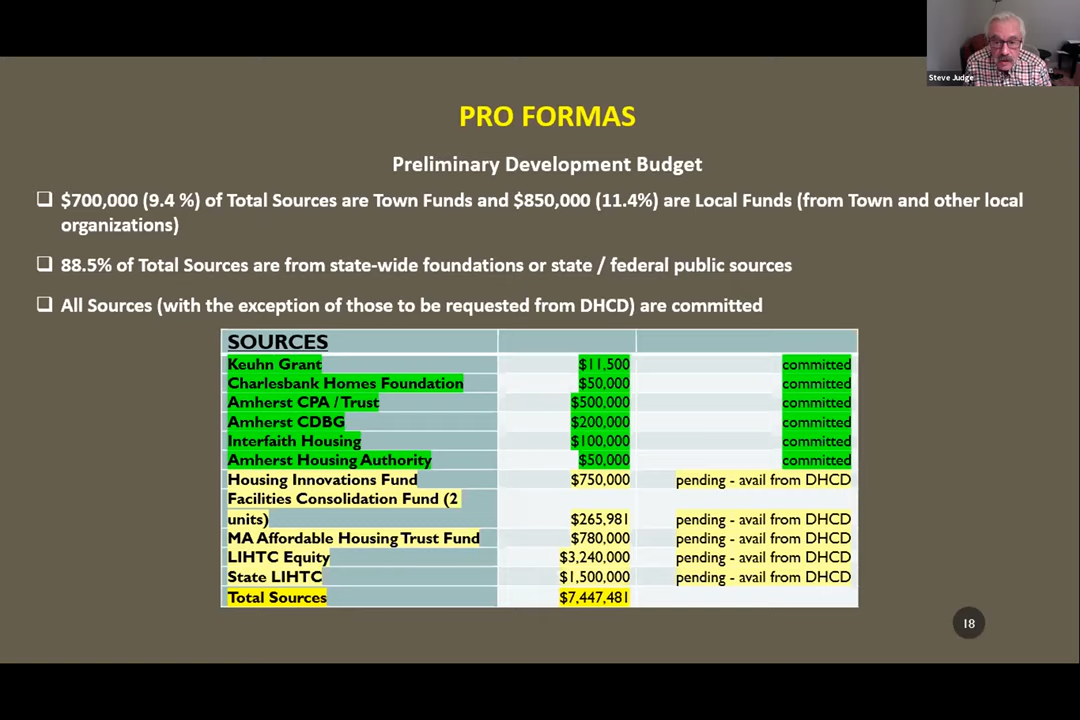 Steve Judge
PRO FORMAS
Preliminary Development Budget
❑ $700,000 (9.4 %) of Total Sources are Town Funds and $850,000 (11.4%) are Local Funds (from Town and other local
organizations)
❑ 88.5% of Total Sources are from state-wide foundations or state / federal public sources
❑ All Sources (with the exception of those to be requested from DHCD) are committed
SOURCES
Keuhn Grant $11,500 committed
Charlesbank Homes Foundation $50,000 committed
Amherst CPA / Trust $500,000 committed
Amherst CDBG $200,000 committed
Interfaith Housing $100,000 committed
Amherst Housing Authority $50,000 committed
Housing Innovations Fund $750,000 pending - avail from DHCD
Facilities Consolidation Fund (2
units) $265,981 pending - avail from DHCD
MA Affordable Housing Trust Fund $780,000 pending - avail from DHCD
LIHTC Equity $3,240,000 pending - avail from DHCD
State LIHTC $1,500,000 pending - avail from DHCD
Total Sources $7,447,481
18